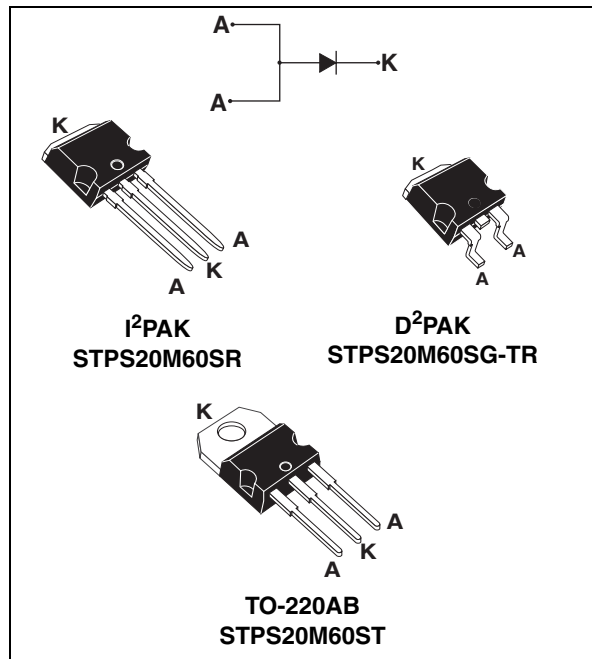 A
K
A
K
A
K
A
I²PAK
STPS20M60SR
K
A
A
D²PAK
STPS20M60SG-TR
K
A
K
A
TO-220AB
STPS20M60ST